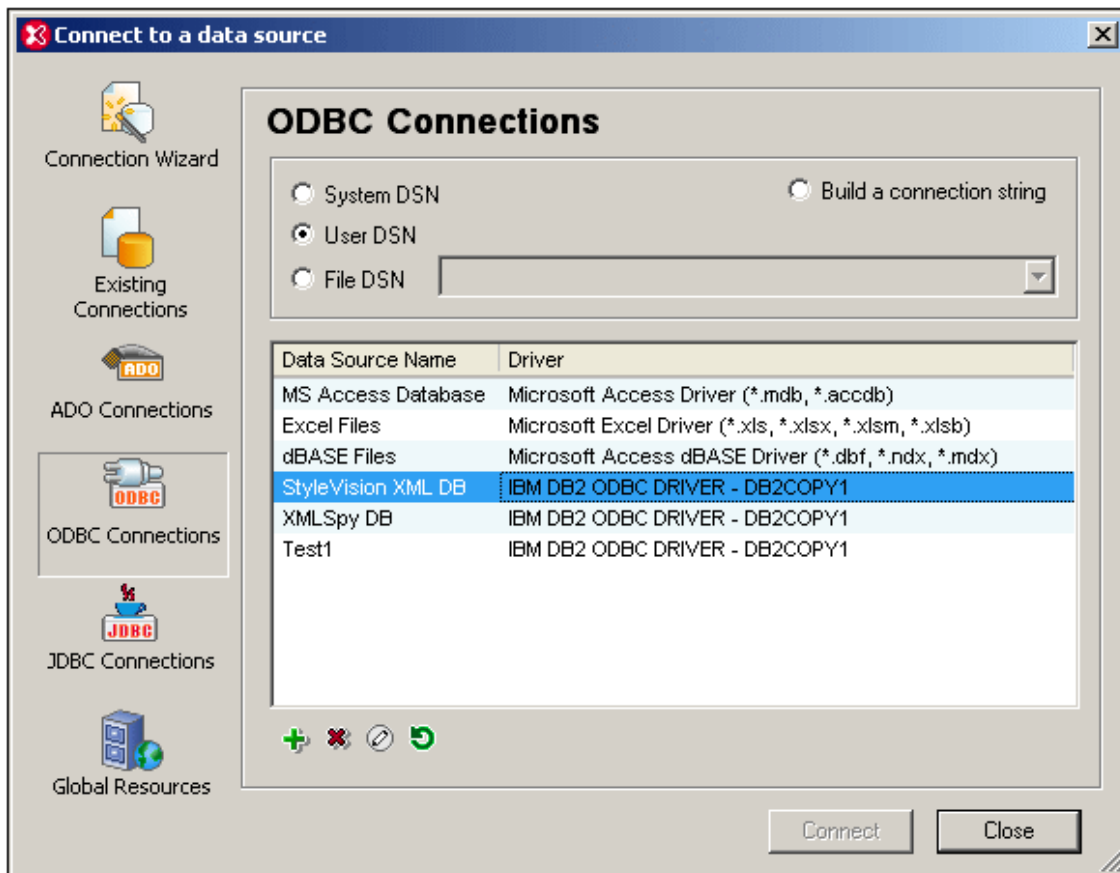 Connect to a data source
Connection Wizard
Existing
Connections
ADO
ADO Connections
ODBC
ODBC Connections
JDBC
JDBC Connections
Global Resources
ODBC Connections
System DSN
Build a connection string
User DSN
File DSN
Data Source Name Driver
MS Access Database Microsoft Access Driver (*.mdb, *.accdb)
Excel Files Microsoft Excel Driver (*.xls, *.xlsx, *.xlsm, *.xlsb)
dBASE Files Microsoft Access dBASE Driver (*.dbf, *.ndx, *.mdx)
StyleVision XML DB IBM DB2 ODBC DRIVER - DB2COPY1
XMLSpy DB IBM DB2 ODBC DRIVER - DB2COPY1
Test1 IBM DB2 ODBC DRIVER - DB2COPY1
Connect Close